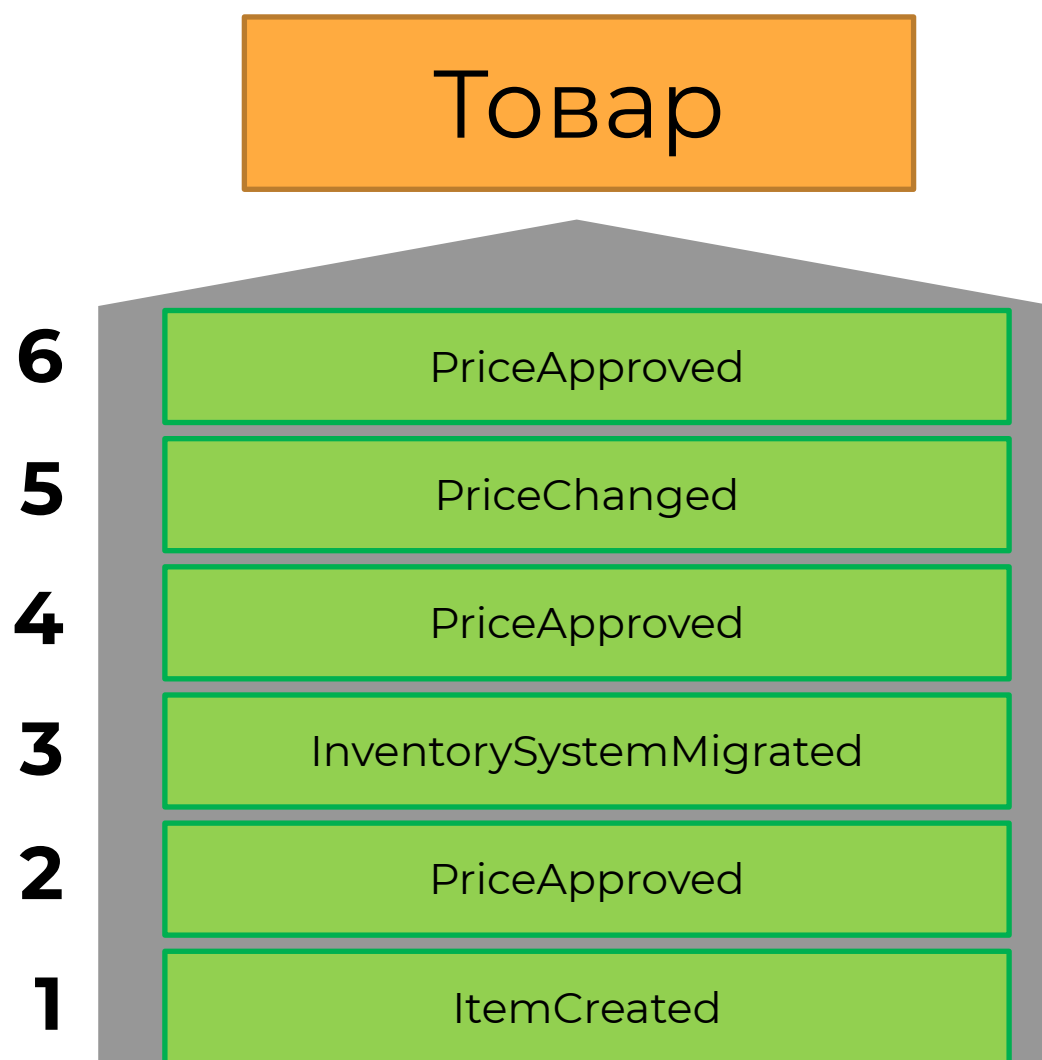 Товар
6 PriceApproved
5 PriceChanged
4 PriceApproved
3 InventorySystemMigrated
2 PriceApproved
1 ItemCreated